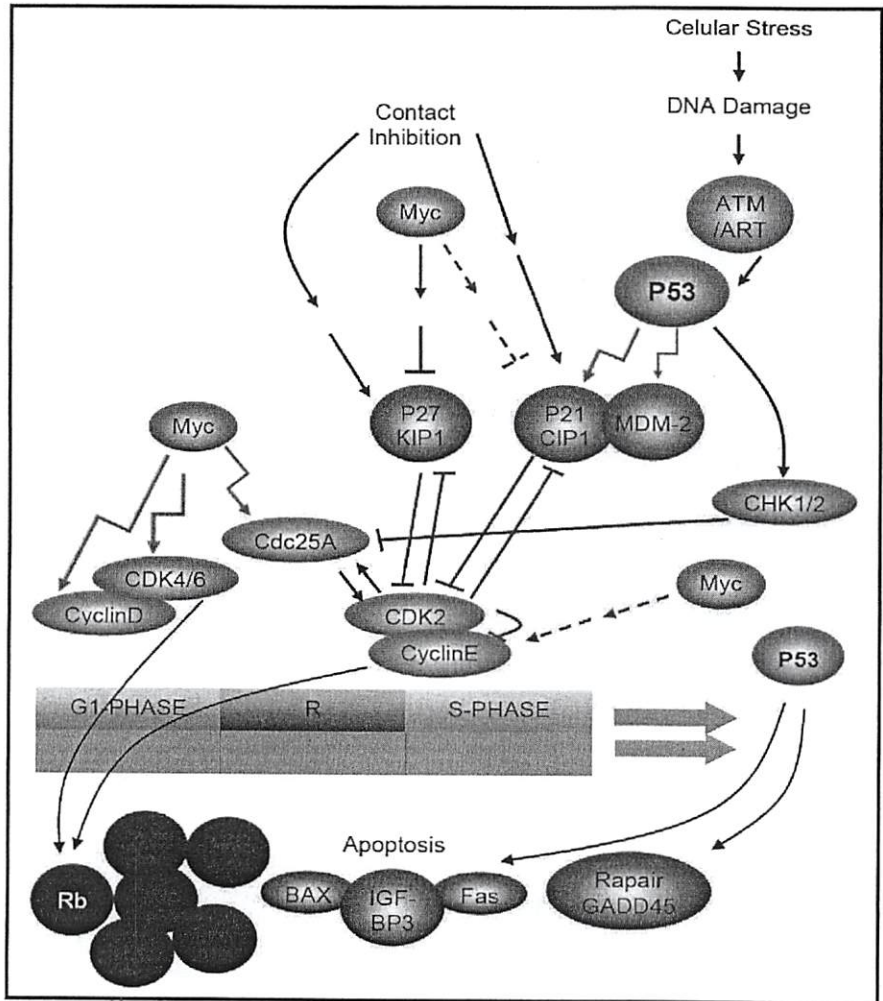 Celular Stress
DNA Damage
Contact
Inhibition
Myc
ATM
/ART
P53
P27
KIP1
P21
CIP1
MDM-2
Myc
CHK1/2
Cdc25A
CDK4/6
CyclinD
Myc
CDK2
CyclinE
P53
G1-PHASE
R
S-PHASE
Apoptosis
Rb
BAX
IGF-
BP3
Fas
Rapair
GADD45